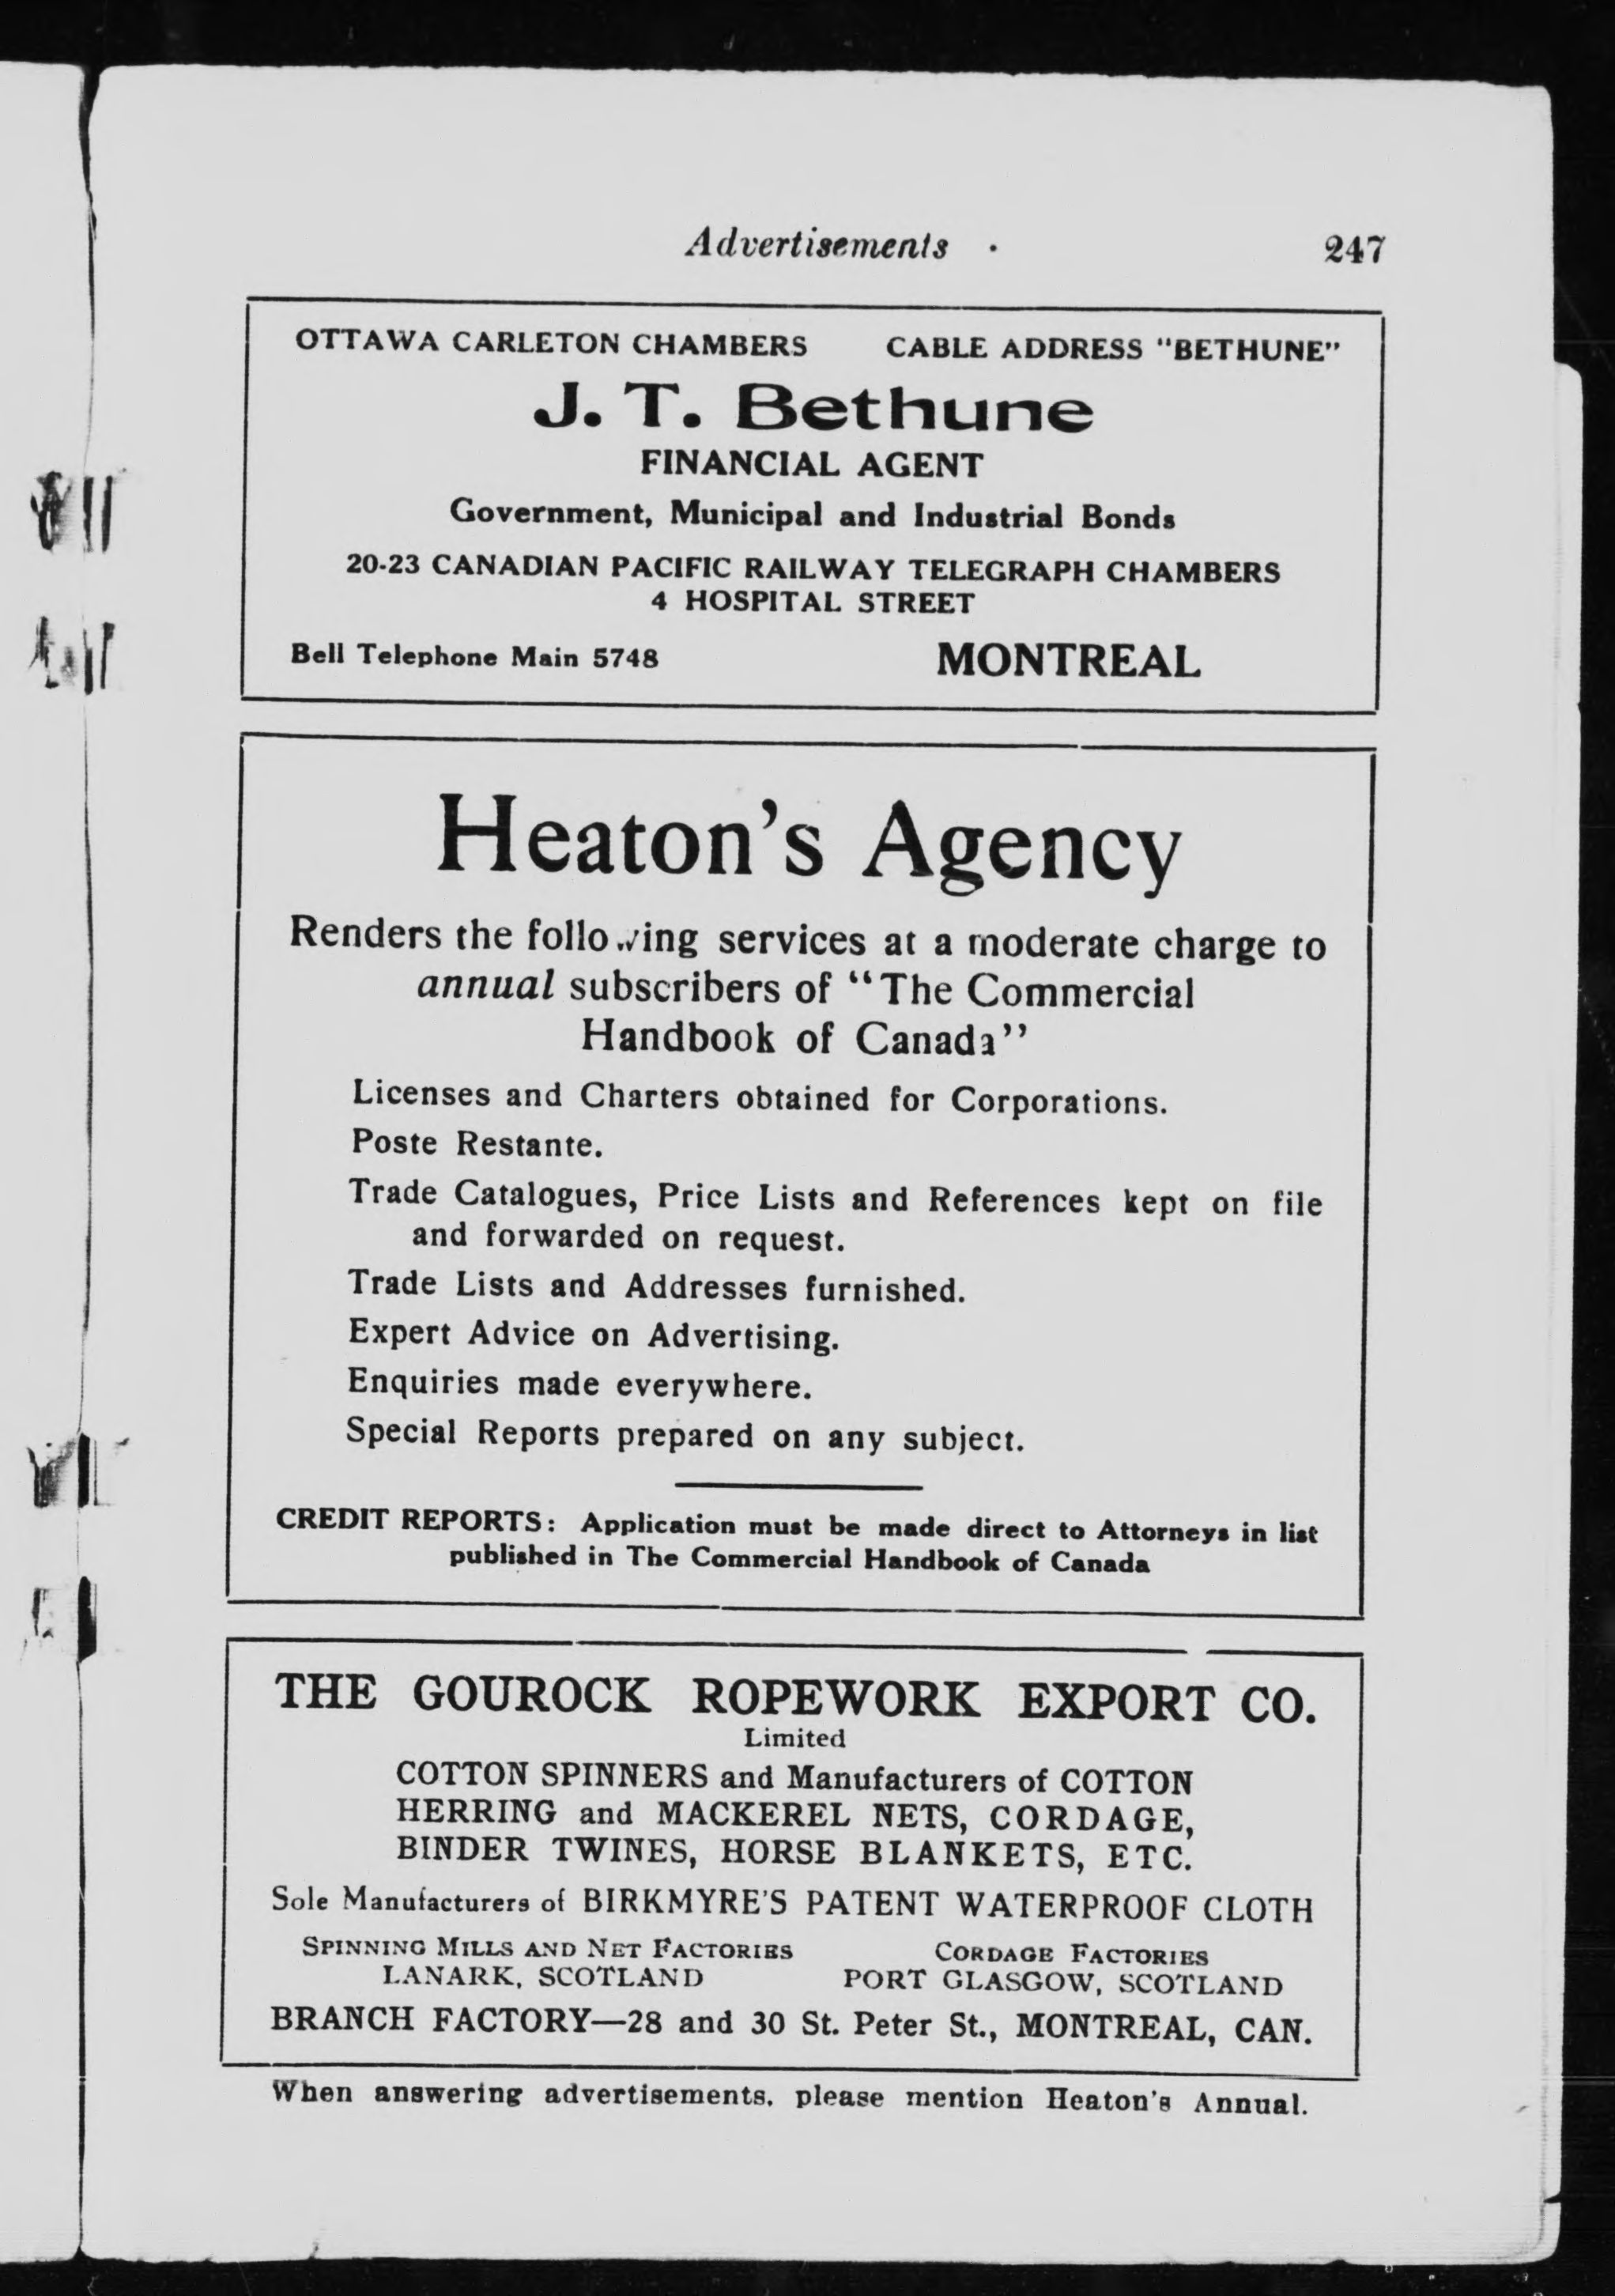 Advertisements 247
OTTAWA CARLETON CHAMBERS CABLE ADDRESS "BETHUNE"
J. T. Bethune
FINANCIAL AGENT
Government, Municipal and Industrial Bonds
20-23 CANADIAN PACIFIC RAILWAY TELEGRAPH CHAMBERS
4 HOSPITAL STREET
Bell Telephone Main 5748 MONTREAL
Heaton's Agency
Renders the following services at a moderate charge to
annual subscribers of "The Commercial
Handbook of Canada"
Licenses and Charters obtained for Corporations.
Poste Restante.
Trade Catalogues, Price Lists and References kept on file
and forwarded on request.
Trade Lists and Addresses furnished.
Expert Advice on Advertising.
Enquiries made everywhere.
Special Reports prepared on any subject.
CREDIT REPORTS: Application must be made direct to Attorneys in list
published in The Commercial Handbook of Canada
THE GOUROCK ROPEWORK EXPORT CO.
Limited
COTTON SPINNERS and Manufacturers of COTTON
HERRING and MACKEREL NETS, CORDAGE,
BINDER TWINES, HORSE BLANKETS, ETC.
Sole Manufacturers of BIRKMYRE'S PATENT WATERPROOF CLOTH
SPINNING MILLS AND NET FACTORIES CORDAGE FACTORIES
LANARK, SCOTLAND PORT GLASGOW, SCOTLAND
BRANCH FACTORY—28 and 30 St. Peter St., MONTREAL, CAN.
When answering advertisements, please mention Heaton's Annual.